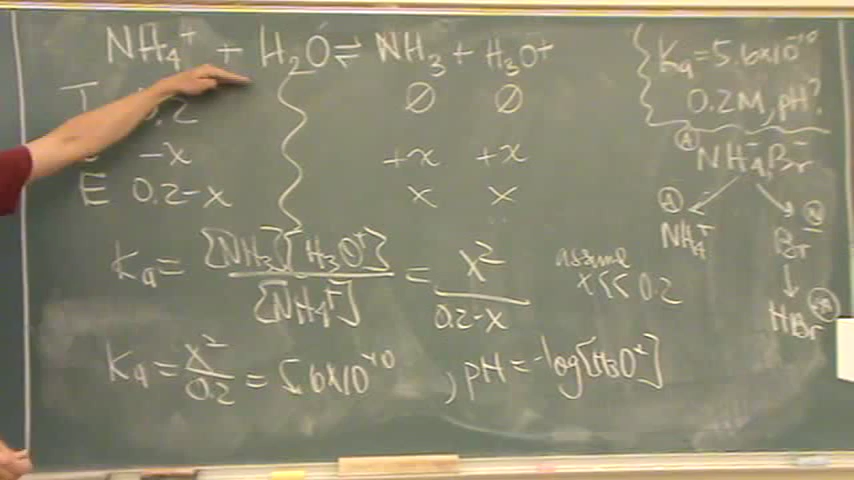 NH₄⁺ + H₂O ⇌ NH₃ + H₃O⁺
I 0.2 ∅ ∅
-x +x +x
E 0.2-x x x
Ka = [NH₃][H₃O⁺] / [NH₄⁺] = x² / 0.2-x
assume
x << 0.2
Ka = x² / 0.2 = 5.6x10⁻¹⁰, pH = -log[H₃O⁺]
Ka = 5.6x10⁻¹⁰
0.2M, pH?
Ⓐ NH₄Br
Ⓐ NH₄⁺
N Br⁻
HBr